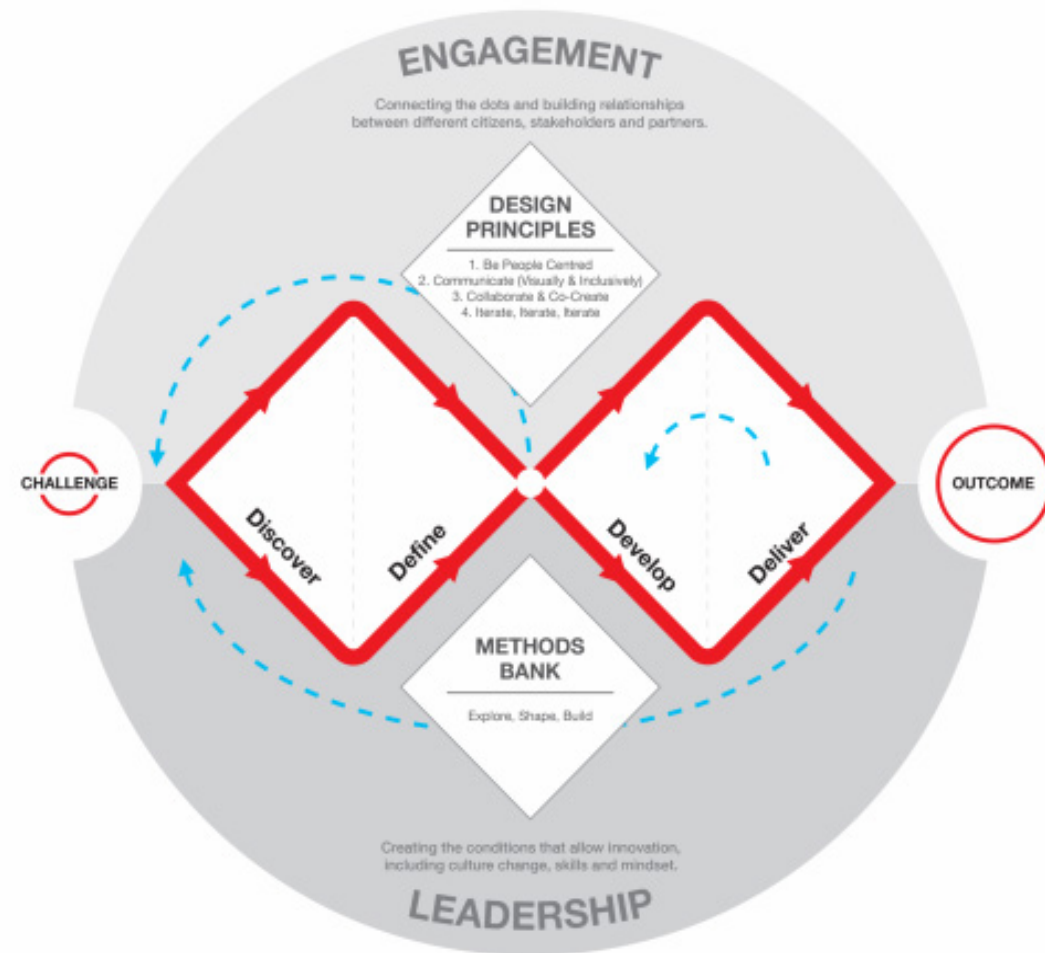 ENGAGEMENT
Connecting the dots and building relationships
between different citizens, stakeholders and partners.
DESIGN
PRINCIPLES
1. Be People Centred
2. Communicate (Visually & Inclusively)
3. Collaborate & Co-Create
4. Iterate, Iterate, Iterate
CHALLENGE
OUTCOME
Discover
Define
Develop
Deliver
METHODS
BANK
Explore, Shape, Build
Creating the conditions that allow innovation,
including culture change, skills and mindset.
LEADERSHIP